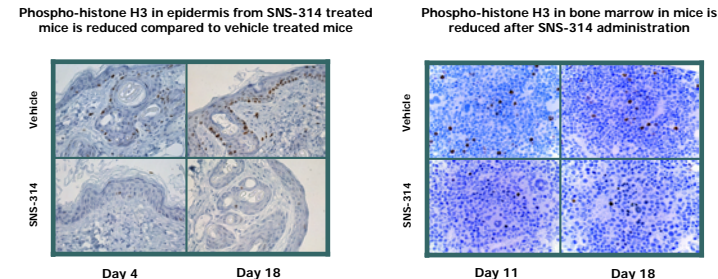 Phospho-histone H3 in epidermis from SNS-314 treated
mice is reduced compared to vehicle treated mice
Vehicle
SNS-314
Day 4
Day 18
Phospho-histone H3 in bone marrow in mice is
reduced after SNS-314 administration
Vehicle
SNS-314
Day 11
Day 18